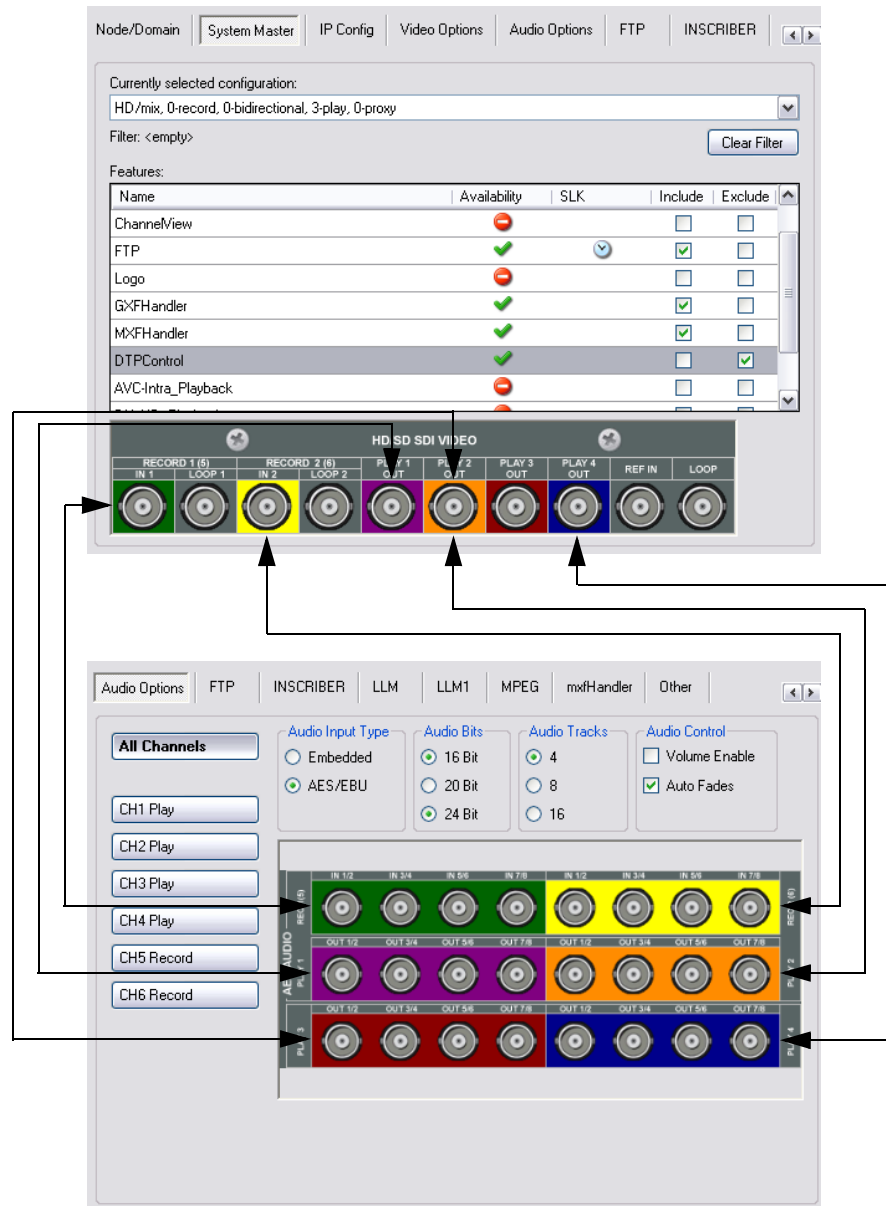 Node/Domain System Master IP Config Video Options Audio Options FTP INSCRIBER
Currently selected configuration:
HD/mix, 0-record, 0-bidirectional, 3-play, 0-proxy
Filter: <empty>
Clear Filter
Features:
Name Availability SLK Include Exclude
ChannelView
FTP
Logo
GXFHandler
MXFHandler
DTPControl
AVC-Intra_Playback
HD/SD SDI VIDEO
RECORD 1 (5) RECORD 2 (6) PLAY 1 PLAY 2 PLAY 3 PLAY 4 REF IN LOOP
IN 1 LOOP 1 IN 2 LOOP 2 OUT OUT OUT OUT
Audio Options FTP INSCRIBER LLM LLM1 MPEG mxfHandler Other
All Channels
CH1 Play
CH2 Play
CH3 Play
CH4 Play
CH5 Record
CH6 Record
Audio Input Type
Embedded
AES/EBU
Audio Bits
16 Bit
20 Bit
24 Bit
Audio Tracks
4
8
16
Audio Control
Volume Enable
Auto Fades
IN 1/2 IN 3/4 IN 5/6 IN 7/8 IN 1/2 IN 3/4 IN 5/6 IN 7/8
OUT 1/2 OUT 3/4 OUT 5/6 OUT 7/8 OUT 1/2 OUT 3/4 OUT 5/6 OUT 7/8
PLAY 1
PLAY 2
OUT 1/2 OUT 3/4 OUT 5/6 OUT 7/8 OUT 1/2 OUT 3/4 OUT 5/6 OUT 7/8
PLAY 3
PLAY 4
AUDIO